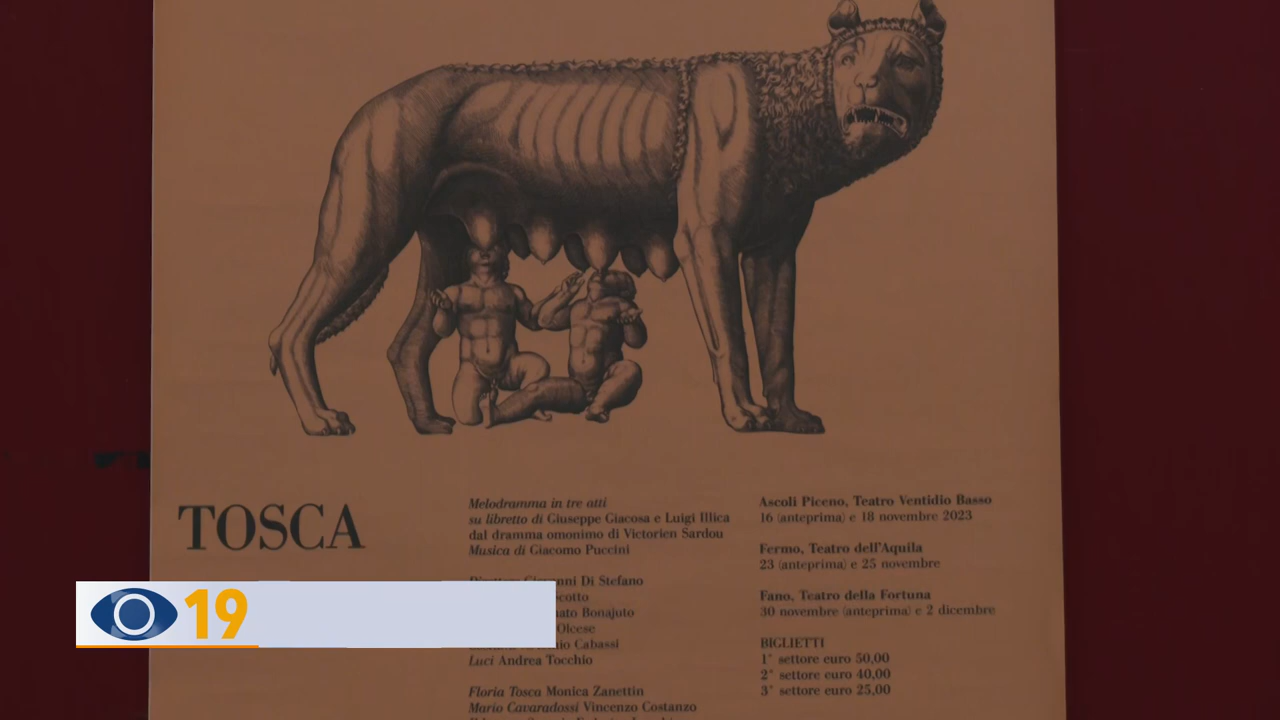 TOSCA
Melodramma in tre atti
su libretto di Giuseppe Giacosa e Luigi Illica
dal dramma omonimo di Victorien Sardou
Musica di Giacomo Puccini
Di Stefano
Bonajuto
Olcese
Cabassi
Luci Andrea Tocchio
Floria Tosca Monica Zanettin
Mario Cavaradossi Vincenzo Costanzo
Ascoli Piceno, Teatro Ventidio Basso
16 (anteprima) e 18 novembre 2023
Fermo, Teatro dell'Aquila
23 (anteprima) e 25 novembre
Fano, Teatro della Fortuna
30 novembre (anteprima) e 2 dicembre
BIGLIETTI
1° settore euro 50,00
2° settore euro 40,00
3° settore euro 25,00
19